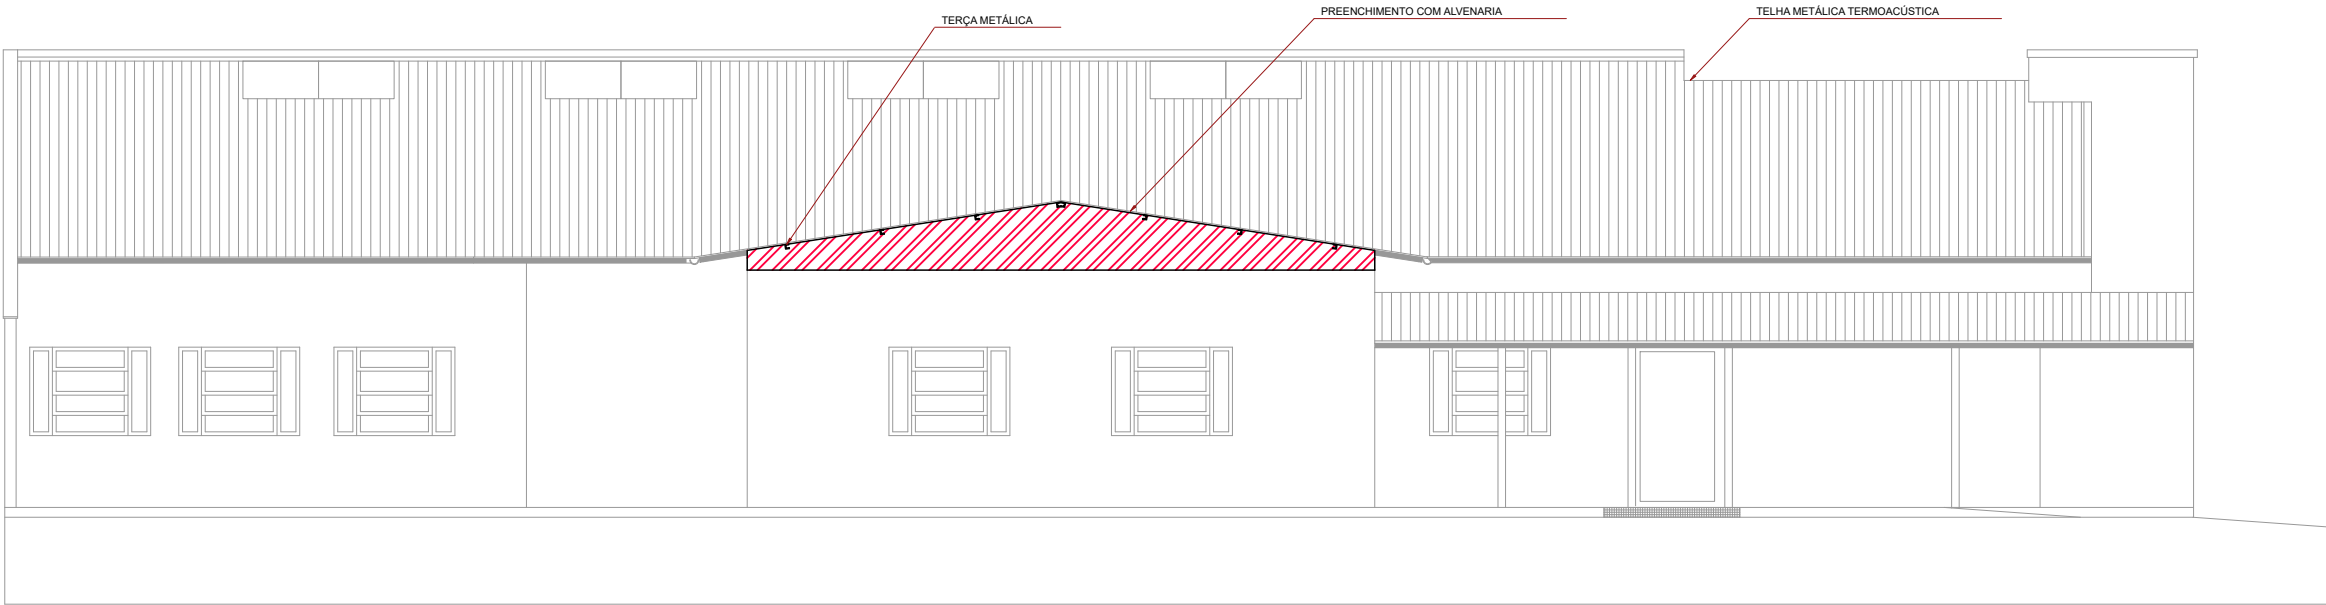 TERÇA METÁLICA
PREENCHIMENTO COM ALVENARIA
TELHA METÁLICA TERMOACÚSTICA